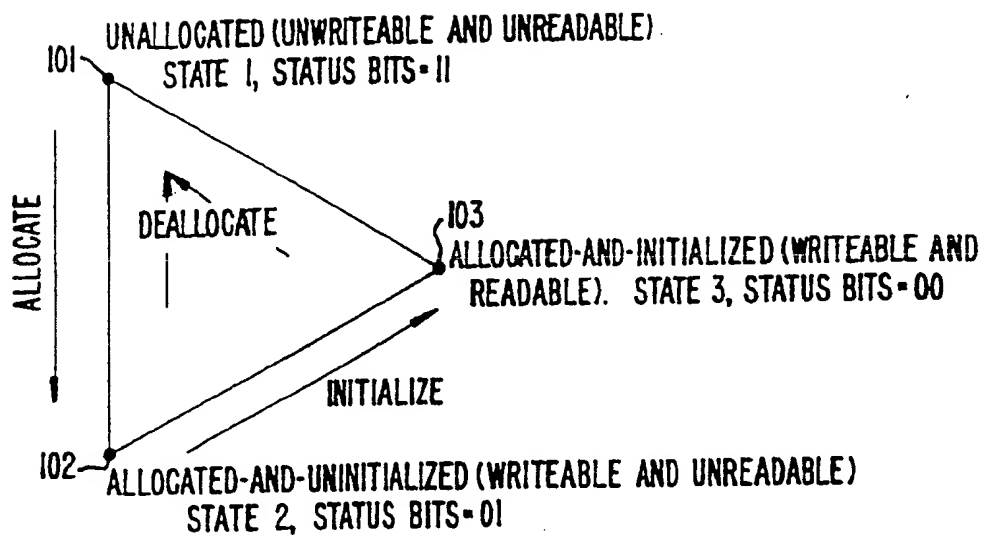 UNALLOCATED (UNWRITEABLE AND UNREADABLE).
101
STATE 1, STATUS BITS=11
ALLOCATE
DEALLOCATE
103
ALLOCATED-AND-INITIALIZED (WRITEABLE AND
READABLE). STATE 3, STATUS BITS=00
INITIALIZE
102
ALLOCATED-AND-UNINITIALIZED (WRITEABLE AND UNREADABLE)
STATE 2, STATUS BITS=01